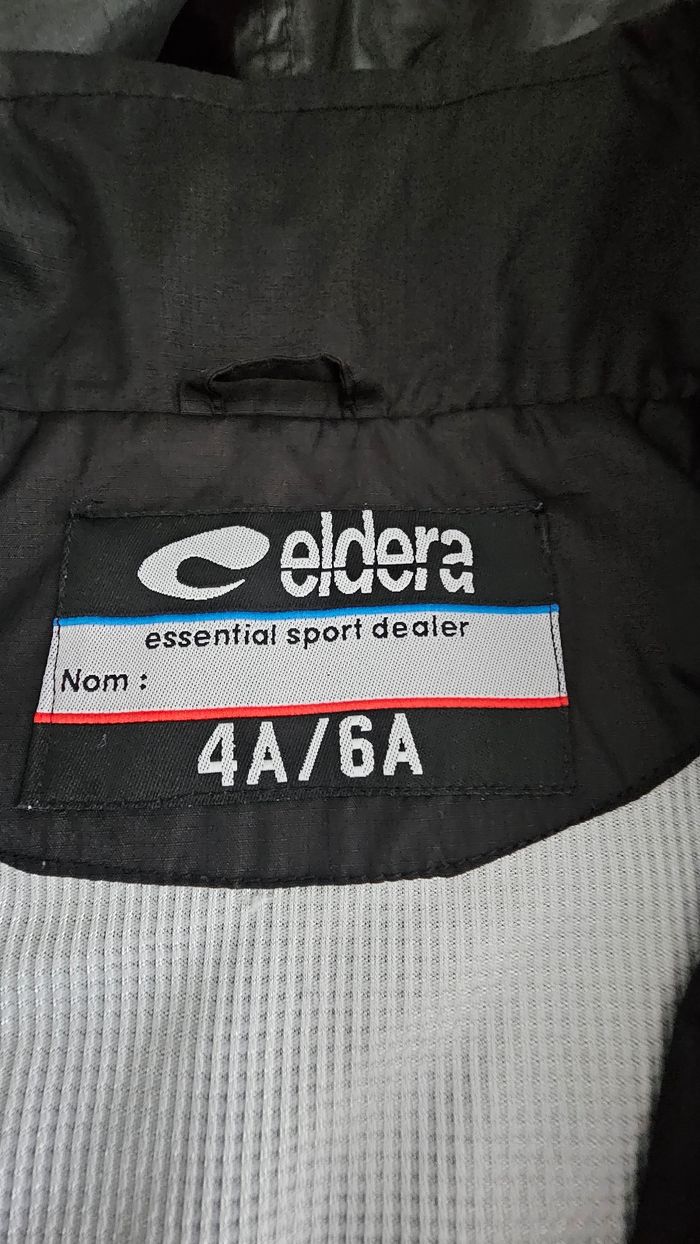 eldera
essential sport dealer
Nom :
4A/6A